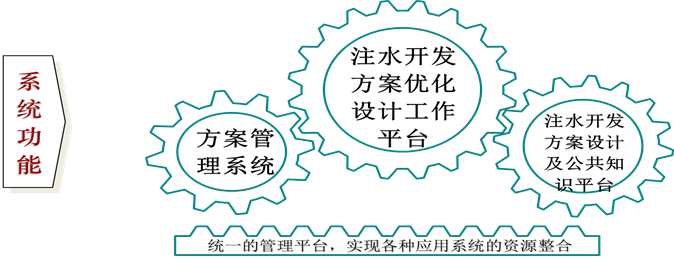 系
统
功
能
方案管
理系统
注水开发
方案优化
设计工作
平台
注水开发
方案设计
及公共知
识平台
统一的管理平台，实现各种应用系统的资源整合